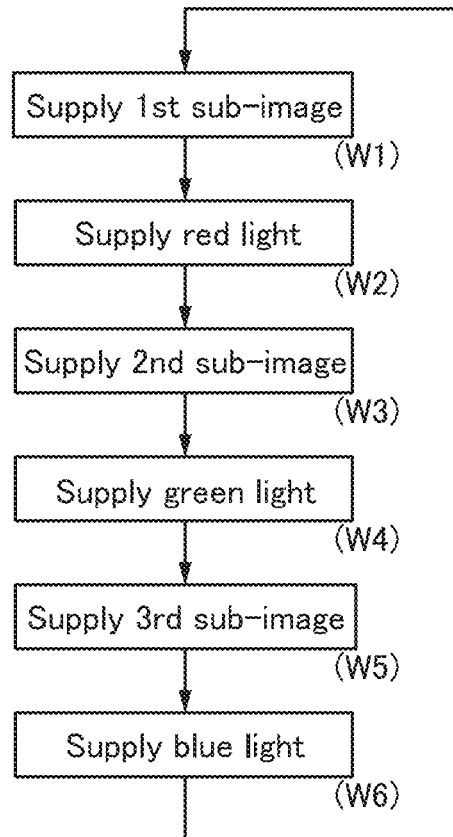 Supply 1st sub-image
(W1)
Supply red light
(W2)
Supply 2nd sub-image
(W3)
Supply green light
(W4)
Supply 3rd sub-image
(W5)
Supply blue light
(W6)